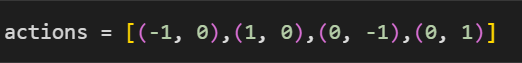 actions = [(-1, 0),(1, 0),(0, -1),(0, 1)]